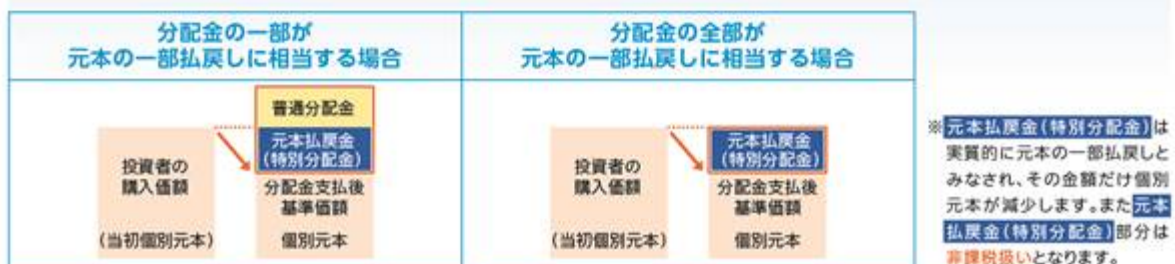 分配金の一部が
元本の一部払戻しに相当する場合
分配金の全部が
元本の一部払戻しに相当する場合
普通分配金
元本払戻金
(特別分配金)
投資者の
購入価額
(当初個別元本)
分配金支払後
基準価額
個別元本
元本払戻金
(特別分配金)
投資者の
購入価額
(当初個別元本)
分配金支払後
基準価額
個別元本
※元本払戻金(特別分配金)は
実質的に元本の一部払戻しと
みなされ、その金額だけ個別
元本が減少します。また元本
払戻金(特別分配金)部分は
非課税扱いとなります。